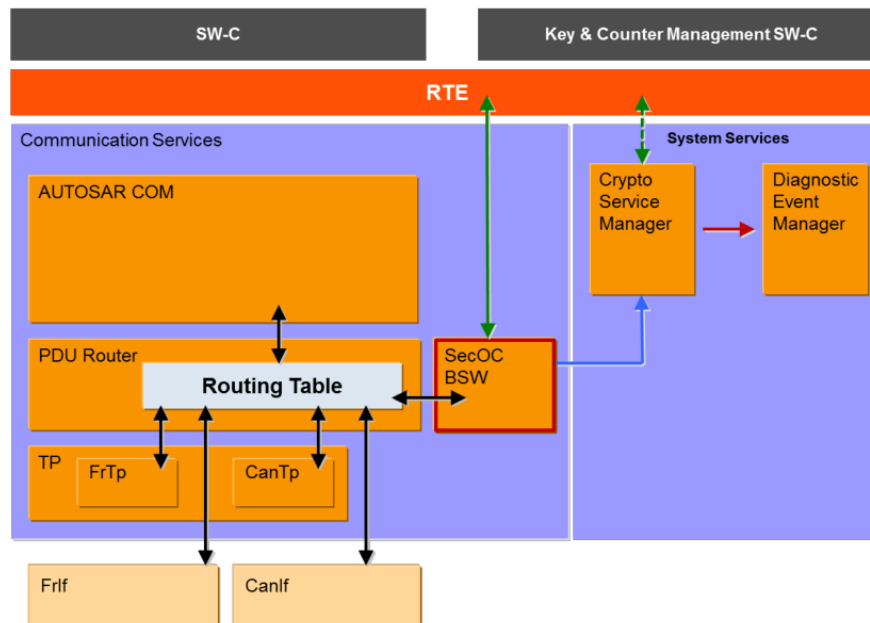 SW-C
Key & Counter Management SW-C
RTE
Communication Services
System Services
AUTOSAR COM
Crypto
Service
Manager
Diagnostic
Event
Manager
PDU Router
Routing Table
SecOC
BSW
TP
FrTp
CanTp
FrIf
CanIf